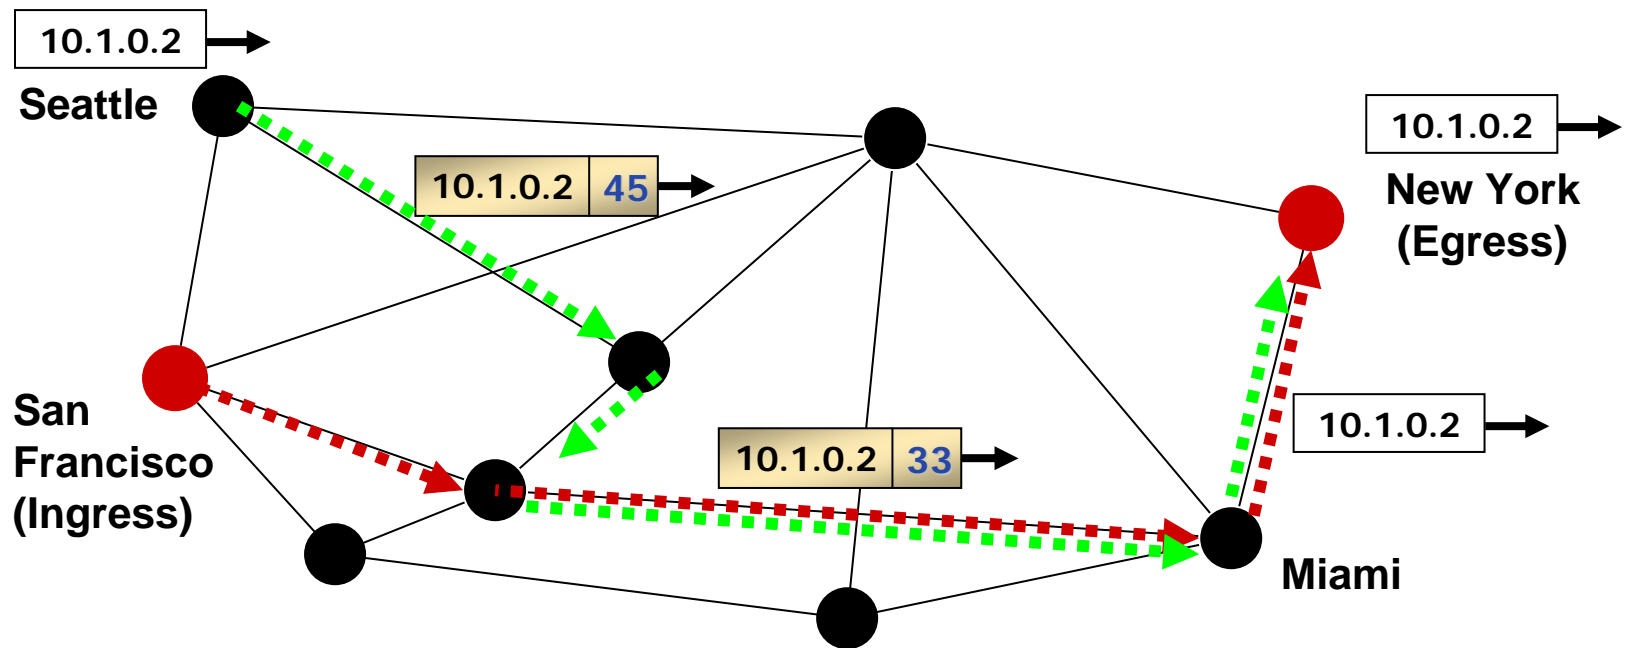 10.1.0.2
Seattle
10.1.0.2
New York
(Egress)
10.1.0.2 45
San
Francisco
(Ingress)
10.1.0.2
10.1.0.2 33
Miami